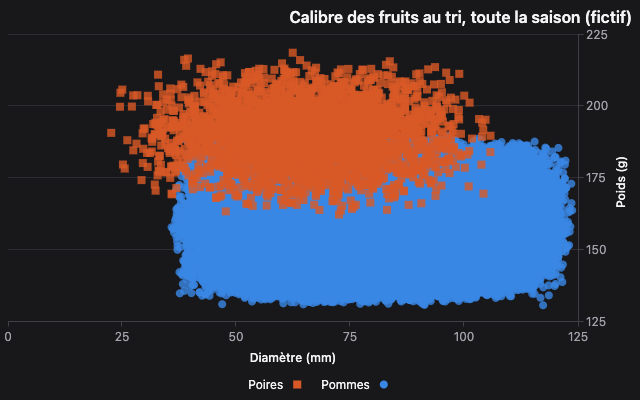 Calibre des fruits au tri, toute la saison (fictif)
225
200
175
150
125
Poids (g)
0 25 50 75 100 125
Diamètre (mm)
Poires Pommes